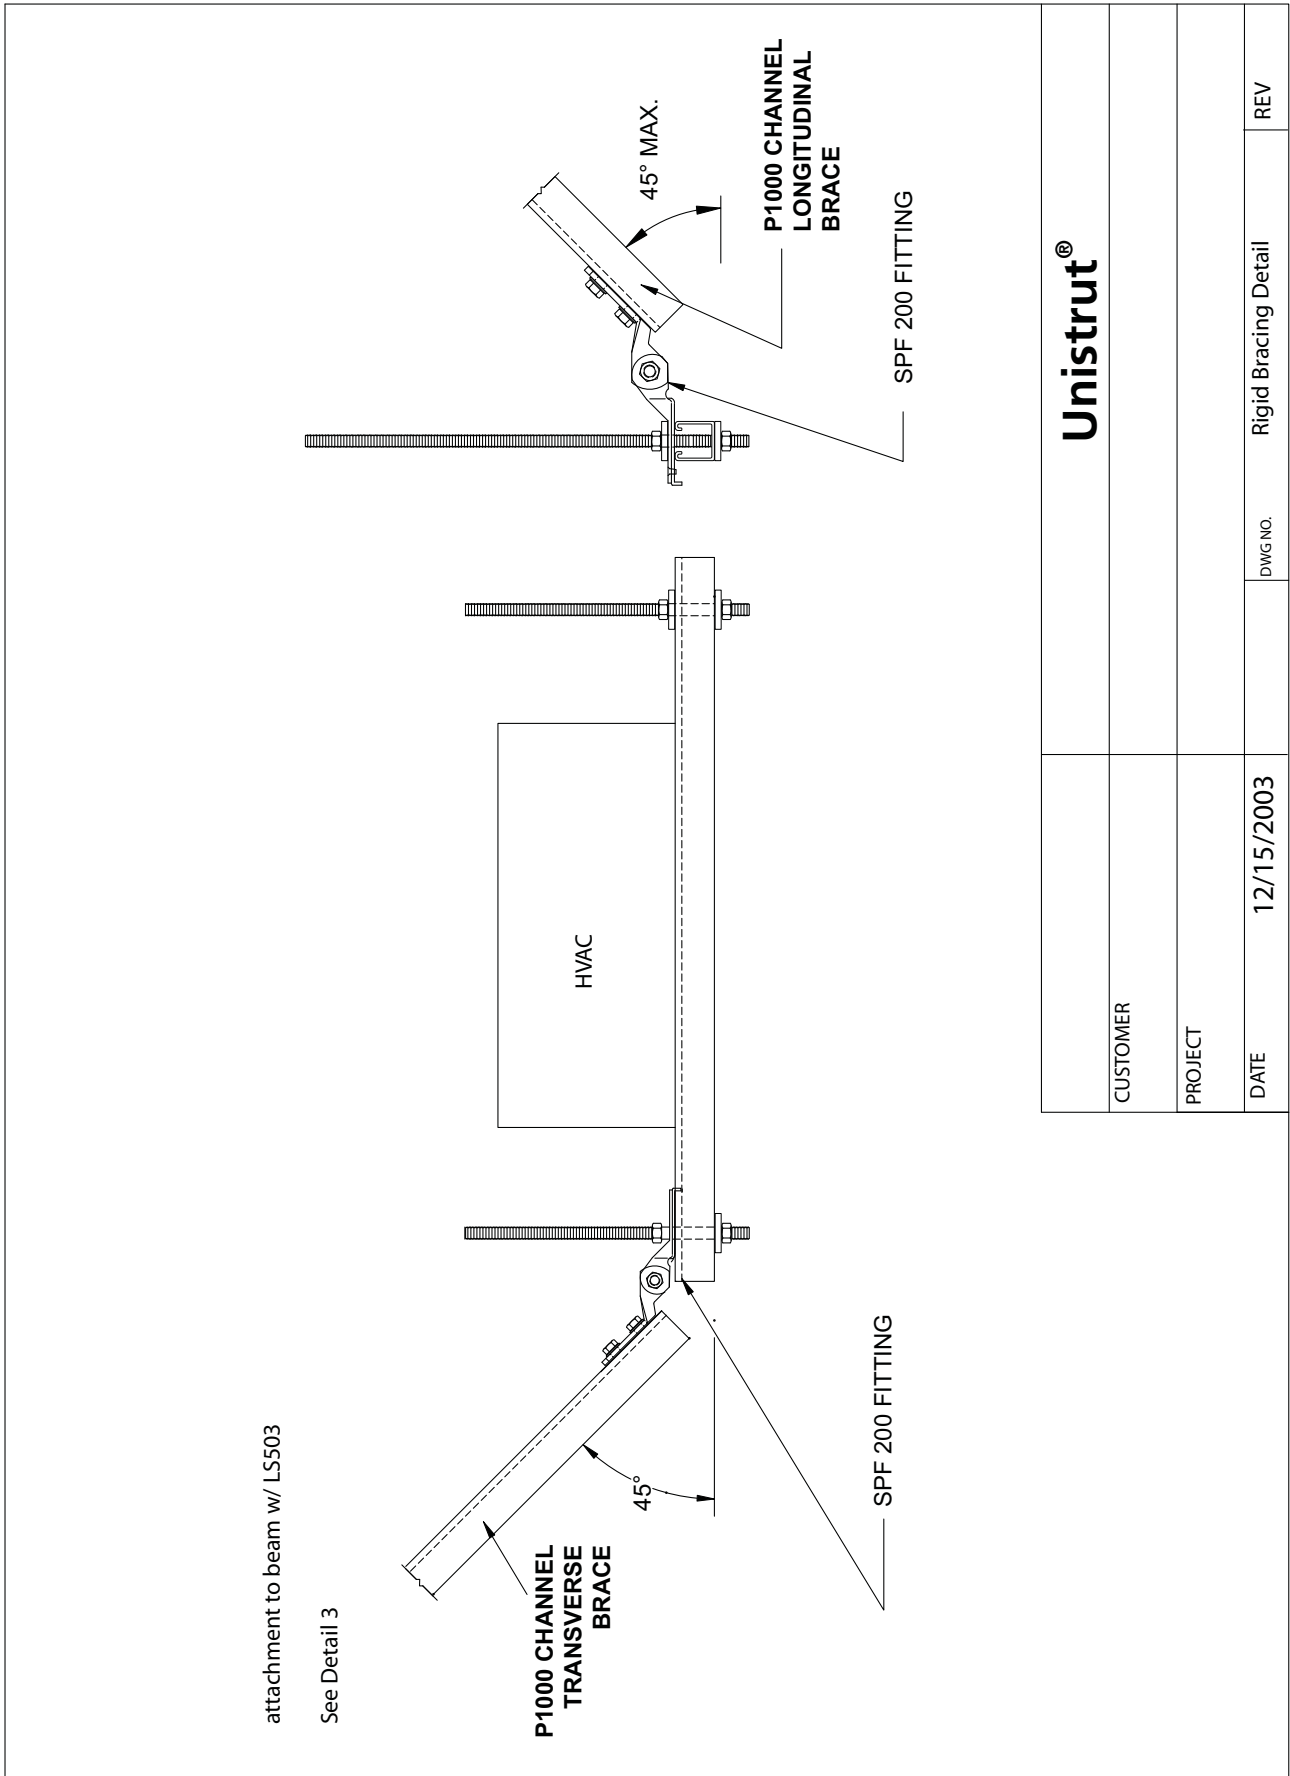 attachment to beam w/ LS503
See Detail 3
P1000 CHANNEL
TRANSVERSE
BRACE
45°
SPF 200 FITTING
HVAC
45° MAX.
P1000 CHANNEL
LONGITUDINAL
BRACE
SPF 200 FITTING
Unistrut®
CUSTOMER
PROJECT
DATE 12/15/2003
DWG NO. Rigid Bracing Detail
REV